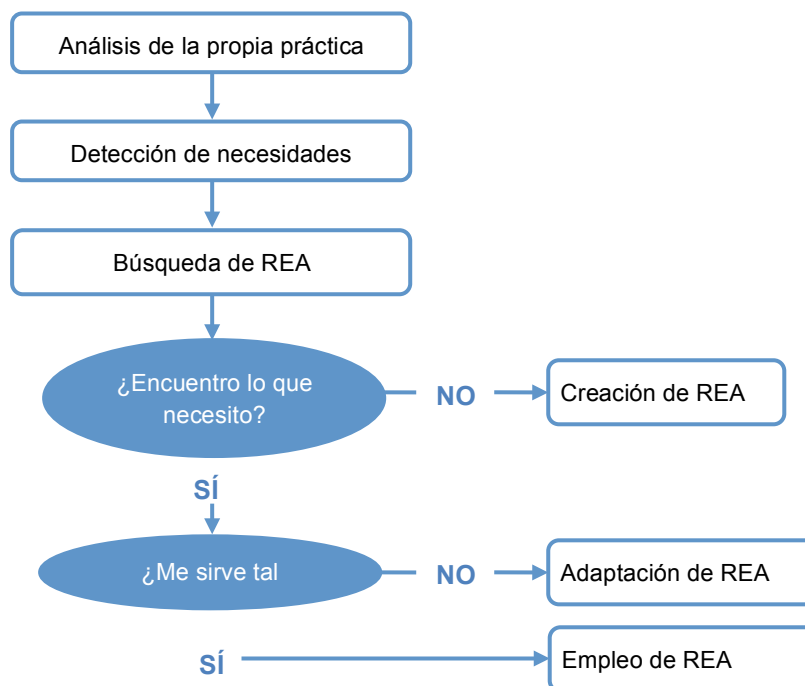 Análisis de la propia práctica
Detección de necesidades
Búsqueda de REA
¿Encuentro lo que
necesito?
NO
Creación de REA
SÍ
¿Me sirve tal
NO
Adaptación de REA
SÍ
Empleo de REA